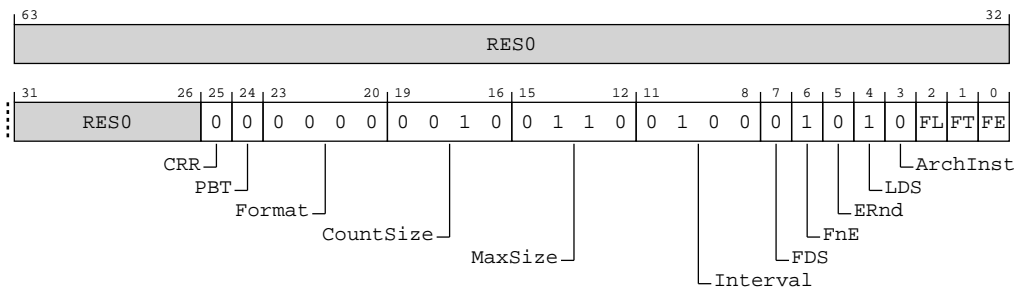 63 32
RES0
31 26 25 24 23 20 19 16 15 12 11 8 7 6 5 4 3 2 1 0
RES0 0 0 0 0 0 0 0 0 1 0 0 1 1 0 0 1 0 0 0 1 0 1 0 FL FT FE
CRR ArchInst
PBT LDS
Format ERnd
CountSize FnE
MaxSize FDS
Interval